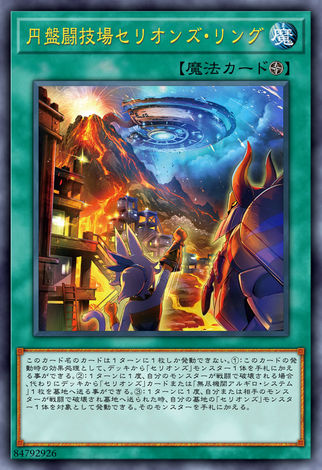 円盤闘技場セリオンズ・リング
魔
【魔法カード】
このカード名のカードは1ターンに1枚しか発動できない。①:このカードの発
動時の効果処理として、デッキから「セリオンズ」モンスター1体を手札に加え
る事ができる。②:1ターンに1度、自分のモンスターが戦闘で破壊される場合、
代わりにデッキから「セリオンズ」カードまたは「無尽機関アルギロ・システム」
1枚を墓地へ送る事ができる。③:1ターンに1度、自分または相手のモン
スターが戦闘で破壊され墓地へ送られた時、自分の墓地の「セリオンズ」モンスタ
ー1体を対象として発動できる。そのモンスターを手札に加える。
84792926